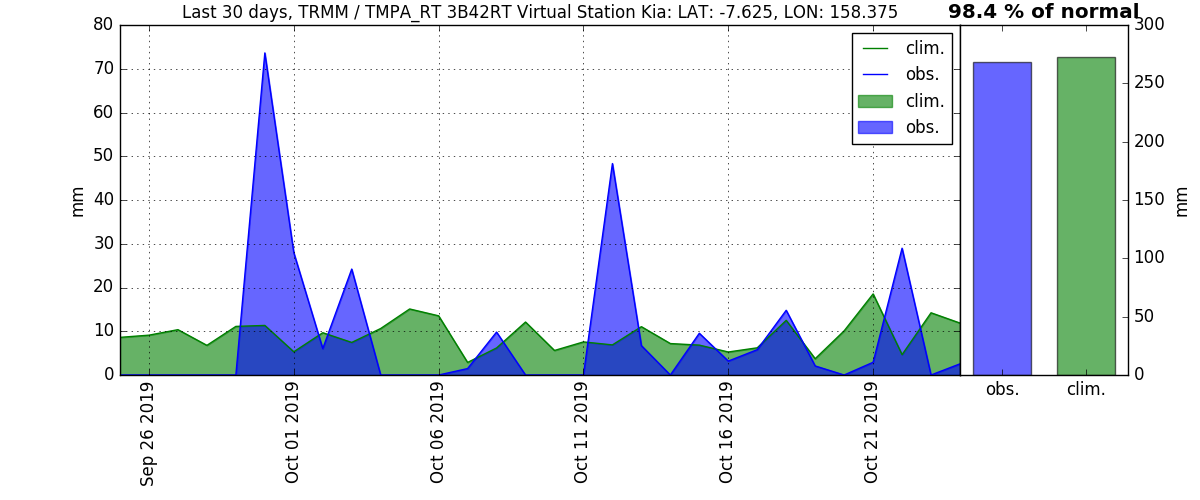 Last 30 days, TRMM / TMPA_RT 3B42RT Virtual Station Kia: LAT: -7.625, LON: 158.375
98.4 % of normal
80
70
60
50
40
30
20
10
0
mm
clim.
obs.
clim.
obs.
Sep 26 2019
Oct 01 2019
Oct 06 2019
Oct 11 2019
Oct 16 2019
Oct 21 2019
300
250
200
150
100
50
0
mm
obs.
clim.